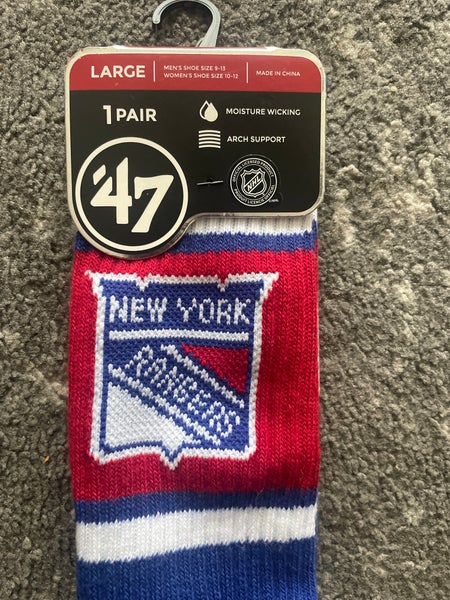 LARGE
MEN'S SHOE SIZE 9-13
WOMEN'S SHOE SIZE 10-12
MADE IN CHINA
1 PAIR
MOISTURE WICKING
ARCH SUPPORT
'47
NHL
NEW YORK
RANGERS